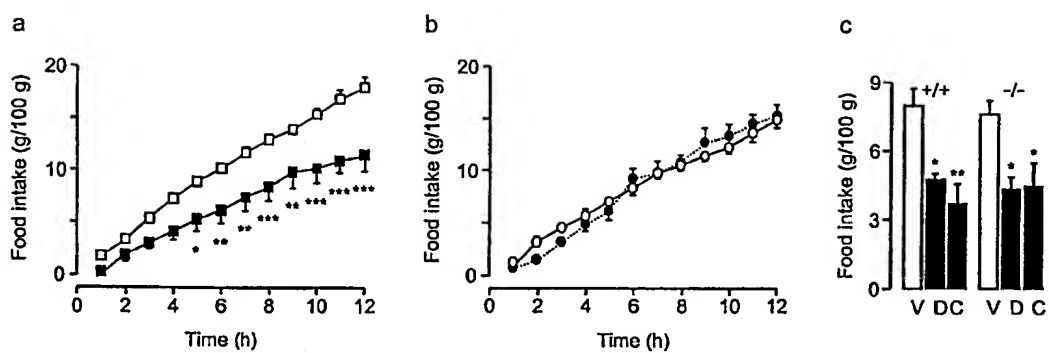 a
b
c
Food intake (g/100 g)
20
10
0
* ** ** *** ** *** *** ***
0 2 4 6 8 10 12
Time (h)
Food intake (g/100 g)
20
10
0
0 2 4 6 8 10 12
Time (h)
Food intake (g/100 g)
9
6
3
0
+/+ -/-
* ** * *
V D C V D C